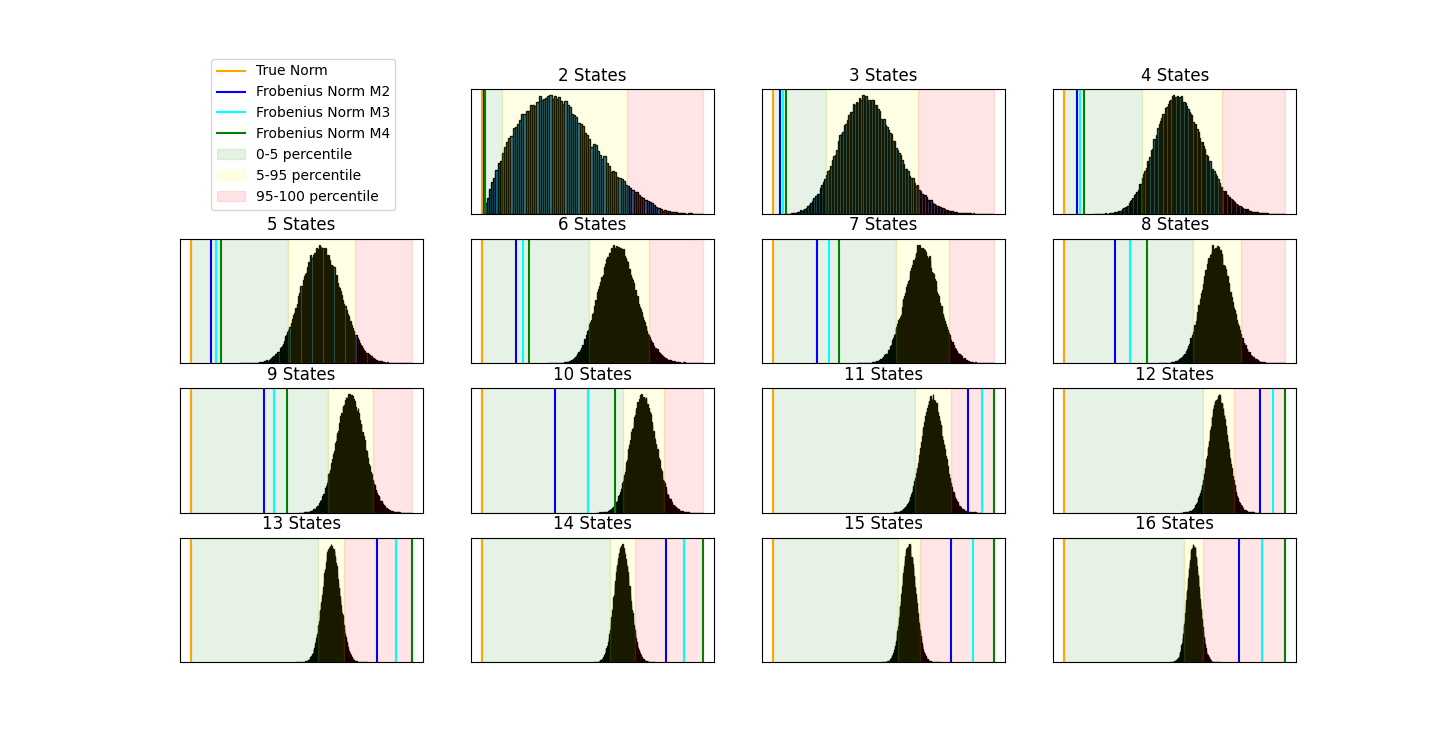 True Norm
Frobenius Norm M2
Frobenius Norm M3
Frobenius Norm M4
0-5 percentile
5-95 percentile
95-100 percentile
2 States
3 States
4 States
5 States
6 States
7 States
8 States
9 States
10 States
11 States
12 States
13 States
14 States
15 States
16 States